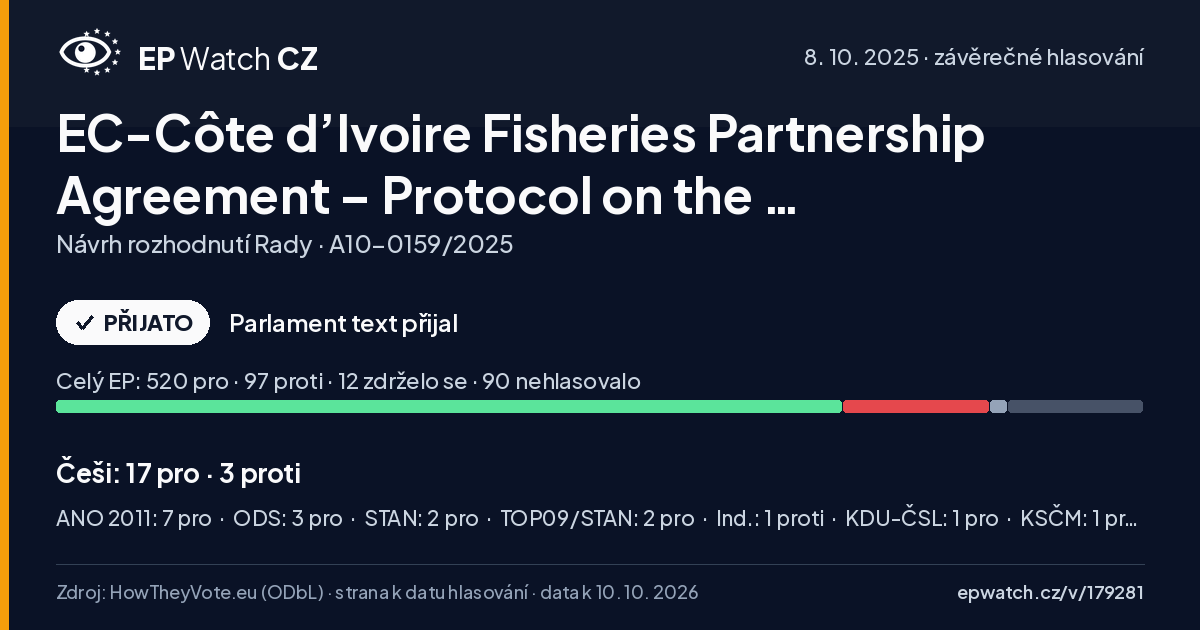 EP Watch CZ
8. 10. 2025 · závěrečné hlasování
EC-Côte d’Ivoire Fisheries Partnership
Agreement – Protocol on the …
Návrh rozhodnutí Rady · A10-0159/2025
✓ PŘIJATO
Parlament text přijal
Celý EP: 520 pro · 97 proti · 12 zdrželo se · 90 nehlasovalo
Češi: 17 pro · 3 proti
ANO 2011: 7 pro · ODS: 3 pro · STAN: 2 pro · TOP09/STAN: 2 pro · Ind.: 1 proti · KDU-ČSL: 1 pro · KSČM: 1 pr…
Zdroj: HowTheyVote.eu (ODbL) · strana k datu hlasování · data k 10. 10. 2026
epwatch.cz/v/179281